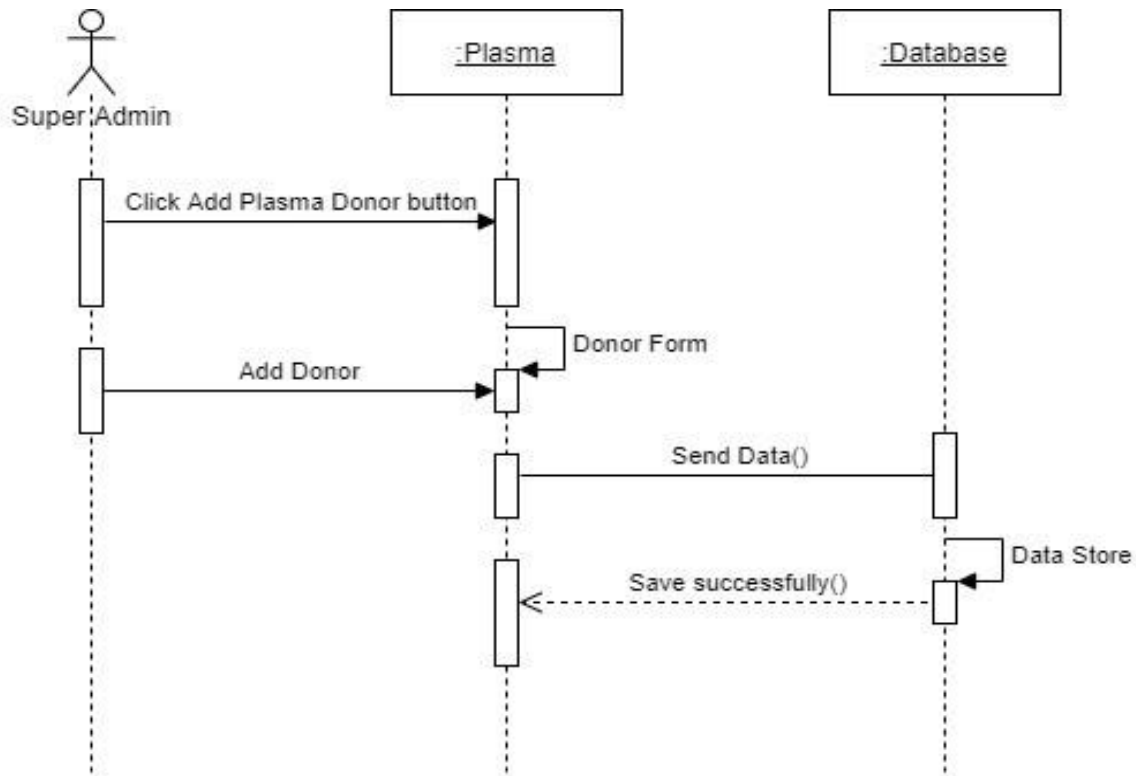 :Plasma
:Database
Super Admin
Click Add Plasma Donor button
Donor Form
Add Donor
Send Data()
Data Store
Save successfully()